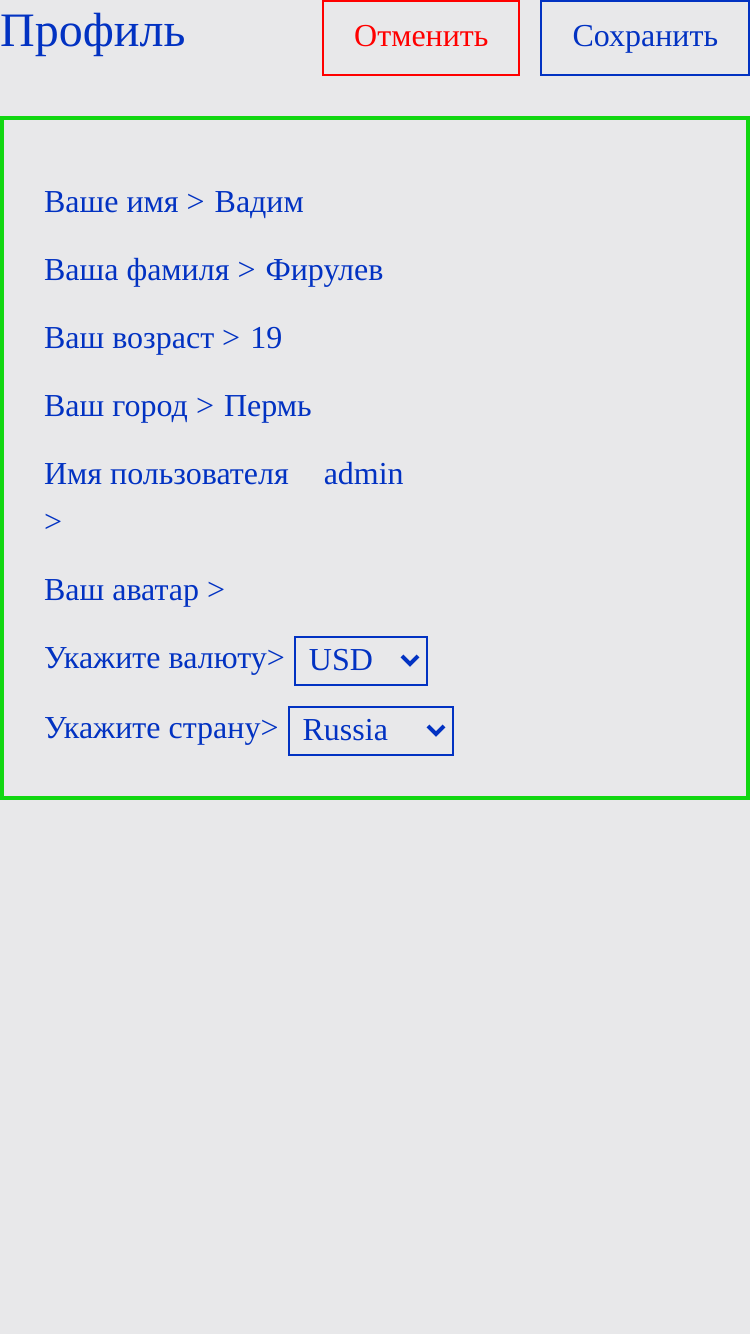 Профиль Отменить Сохранить
Ваше имя > Вадим
Ваша фамиля > Фирулев
Ваш возраст > 19
Ваш город > Пермь
Имя пользователя admin
>
Ваш аватар >
Укажите валюту> USD
Укажите страну> Russia